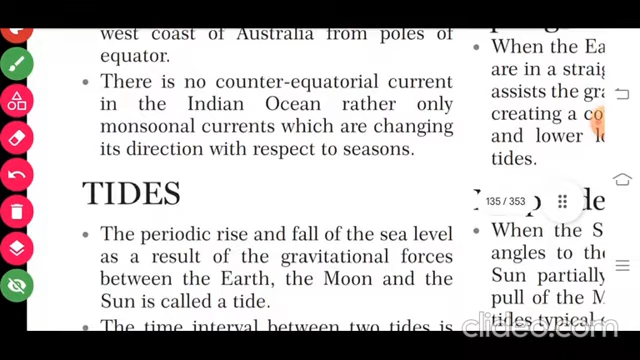 west coast of Australia from poles of
equator.
• There is no counter-equatorial current
in the Indian Ocean rather only
monsoonal currents which are changing
its direction with respect to seasons.
TIDES
• The periodic rise and fall of the sea level
as a result of the gravitational forces
between the Earth, the Moon and the
Sun is called a tide.
• The time interval between two tides is
• When the Ea
are in a straig
assists the gra
creating a co
and lower lo
tides.
135 / 353
• When the S
angles to the
Sun partially
pull of the M
tides typical
clideo.com